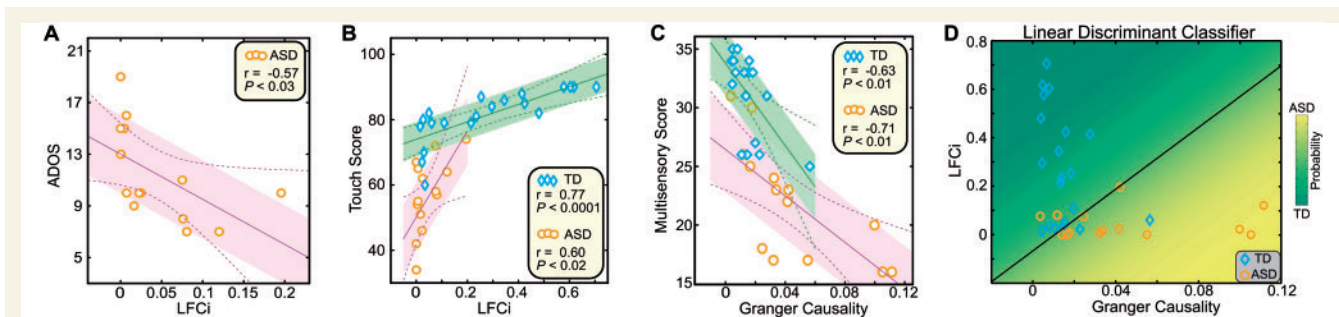 A
ADOS
21
17
13
9
5
ASD
r = -0.57
P < 0.03
0
0.05
0.1
0.15
0.2
LFCi
B
Touch Score
100
80
60
40
TD
r = 0.77
P < 0.0001
ASD
r = 0.60
P < 0.02
0
0.2
0.4
0.6
LFCi
C
Multisensory Score
35
30
25
20
15
TD
r = -0.63
P < 0.01
ASD
r = -0.71
P < 0.01
0
0.04
0.08
0.12
Granger Causality
D
Linear Discriminant Classifier
LFCi
0.8
0.6
0.4
0.2
0
TD
ASD
0
0.04
0.08
0.12
Granger Causality
ASD
Probability
TD